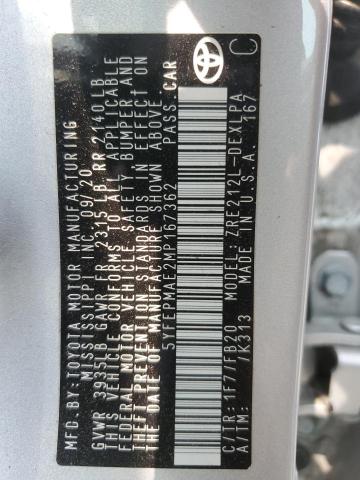 MFD.BY:TOYOTA MOTOR MANUFACTURING
MISSISSIPPI INC. 09/20
GVWR 3935LB GAWR FR 2315 LB RR 2140 LB
THIS VEHICLE CONFORMS TO ALL APPLICABLE
FEDERAL MOTOR VEHICLE SAFETY, BUMPER AND
THEFT PREVENTION STANDARDS IN EFFECT ON
THE DATE OF MANUFACTURE SHOWN ABOVE.
5YFEPMAE2MP167362 PASS.CAR
C/TR:1F7/FB20 ZRE212L-DEXLPA
A/TM: /K313 MADE IN U.S.A. 167
C